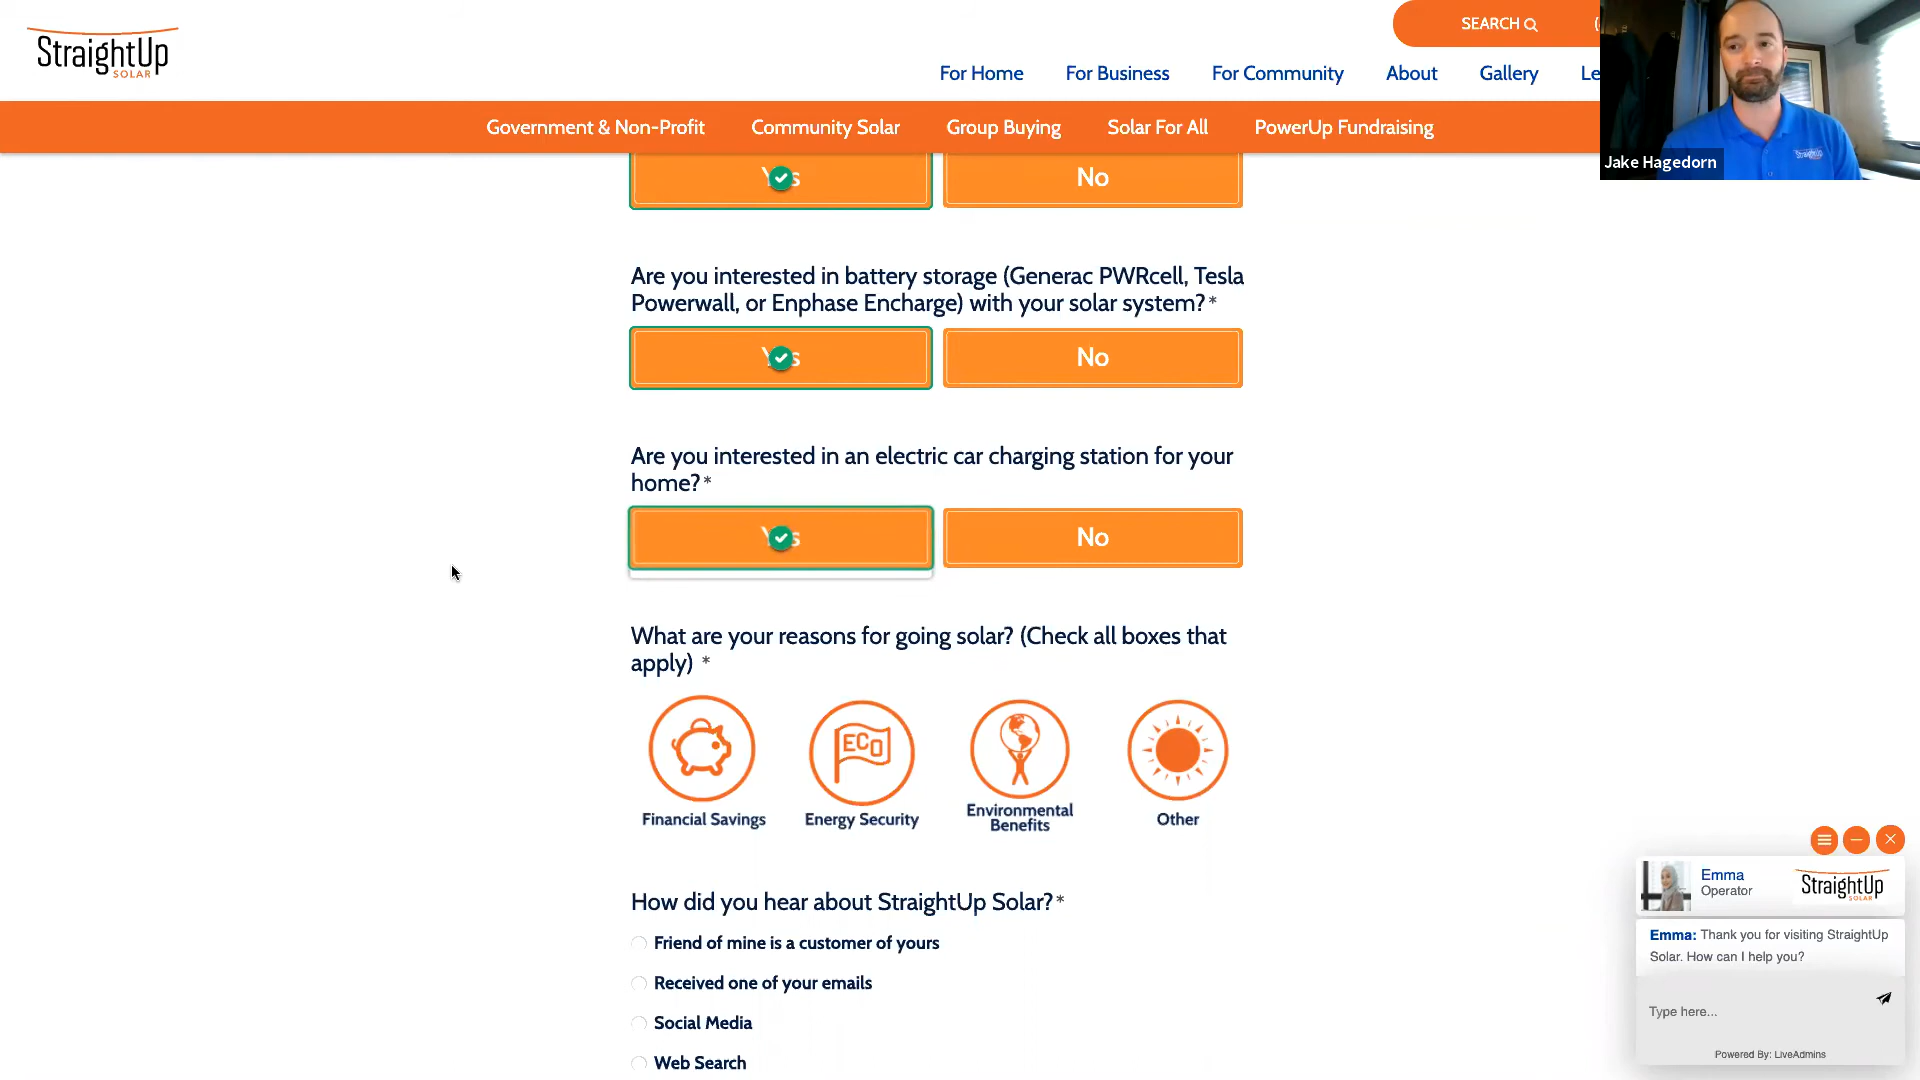 StraightUp
SOLAR
SEARCH
For Home
For Business
For Community
About
Gallery
Le
Government & Non-Profit
Community Solar
Group Buying
Solar For All
PowerUp Fundraising
Jake Hagedorn
No
Are you interested in battery storage (Generac PWRcell, Tesla
Powerwall, or Enphase Encharge) with your solar system?*
No
Are you interested in an electric car charging station for your
home?*
No
What are your reasons for going solar? (Check all boxes that
apply) *
ECO
Financial Savings
Energy Security
Environmental
Benefits
Other
How did you hear about StraightUp Solar?*
Friend of mine is a customer of yours
Received one of your emails
Social Media
Web Search
Emma
Operator
StraightUp
SOLAR
Emma: Thank you for visiting StraightUp
Solar. How can I help you?
Type here...
Powered By: LiveAdmins